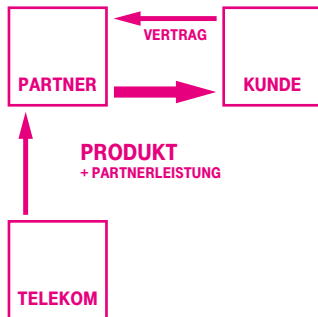 VERTRAG
PARTNER
KUNDE
PRODUKT
+ PARTNERLEISTUNG
TELEKOM